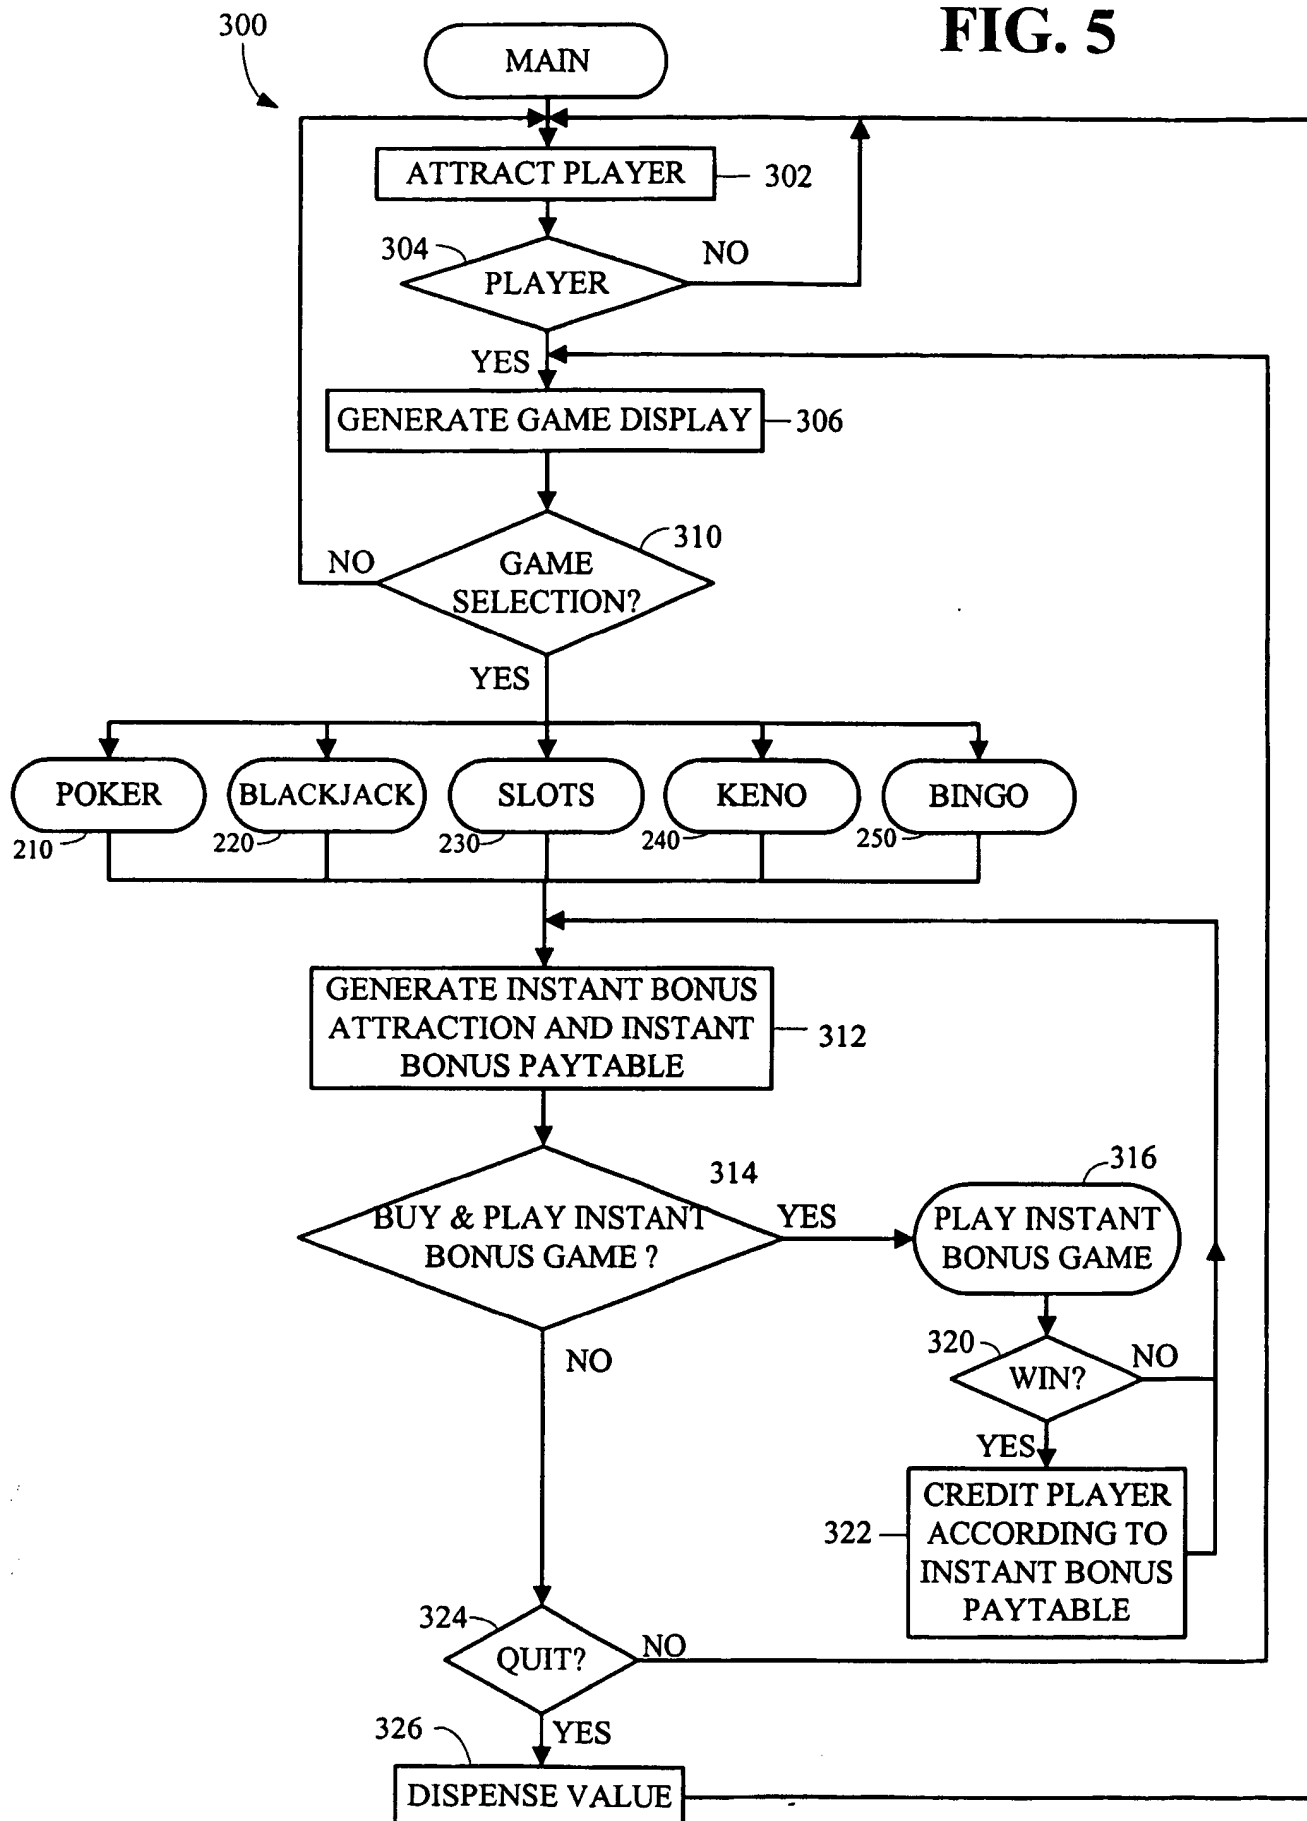 FIG. 5
300
MAIN
ATTRACT PLAYER
302
304
PLAYER
NO
YES
GENERATE GAME DISPLAY
306
310
GAME
SELECTION?
NO
YES
POKER
BLACKJACK
SLOTS
KENO
BINGO
210
220
230
240
250
GENERATE INSTANT BONUS
ATTRACTION AND INSTANT
BONUS PAYTABLE
312
314
BUY & PLAY INSTANT
BONUS GAME ?
YES
NO
316
PLAY INSTANT
BONUS GAME
320
WIN?
NO
YES
322
CREDIT PLAYER
ACCORDING TO
INSTANT BONUS
PAYTABLE
324
QUIT?
NO
YES
326
DISPENSE VALUE